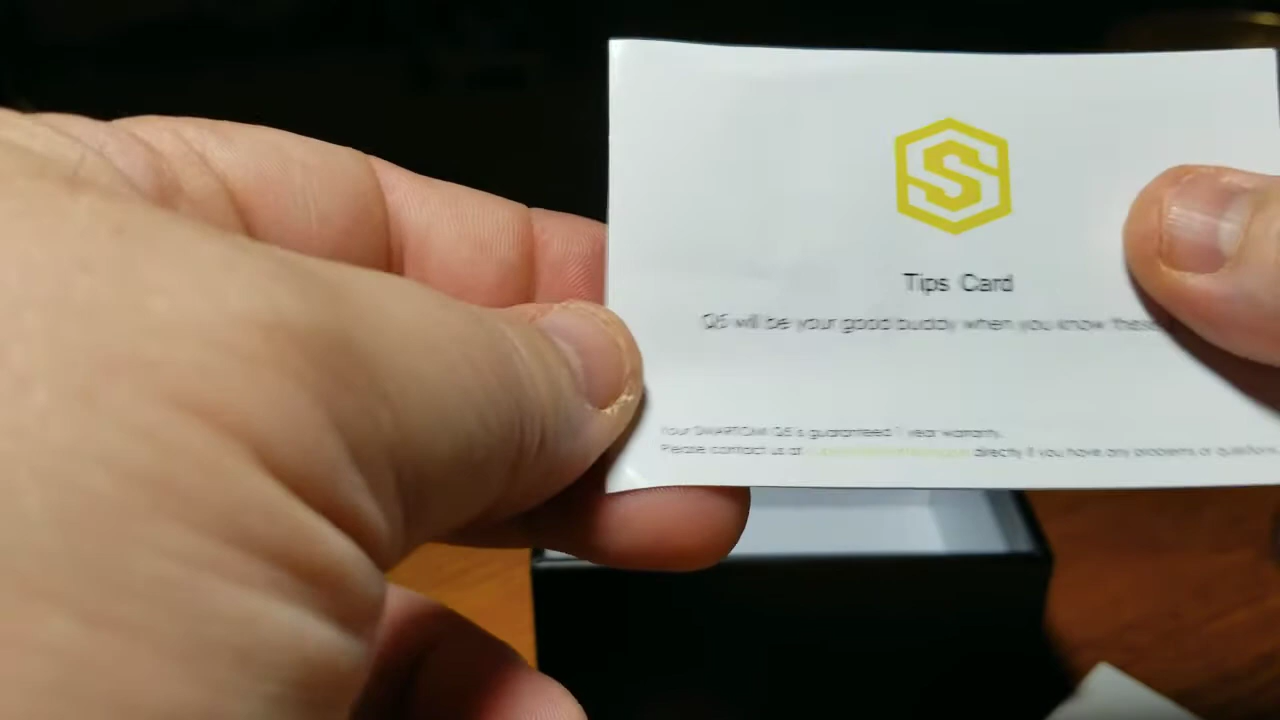 Tips Card
Q5 will be your good buddy when you know these
Your SMARTOMI Q5 is guaranteed 1 year warranty.
Please contact us at directly if you have any problems or questions